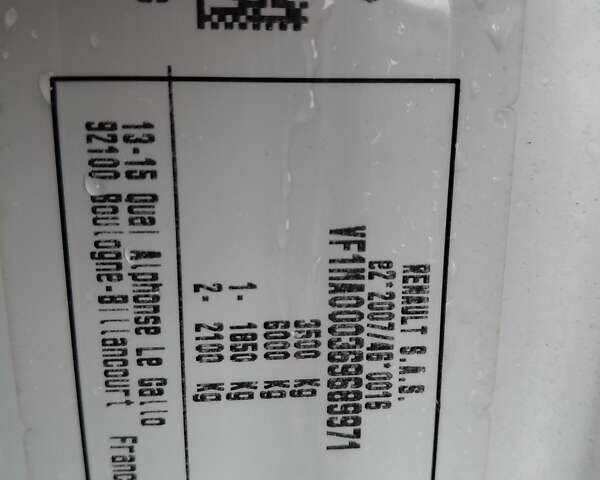 RENAULT S.A.S.
e2*2007/46*0016
VF1MA000369689971
3500 kg
6000 kg
1- 1850 kg
2- 2100 kg
13-15 Quai Alphonse Le Gallo
92100 Boulogne-Billancourt